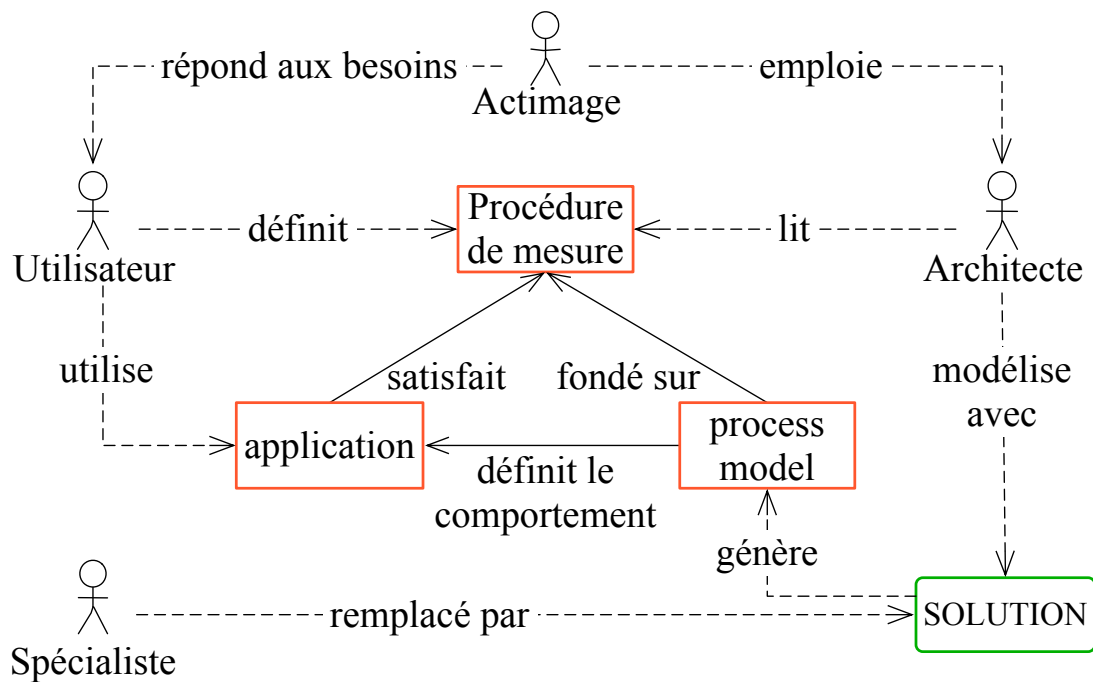 répond aux besoins
emploie
Actimage
Procédure
de mesure
définit
lit
Utilisateur
Architecte
utilise
satisfait
fondé sur
modélise
avec
application
process
model
définit le
comportement
génère
remplacé par
SOLUTION
Spécialiste